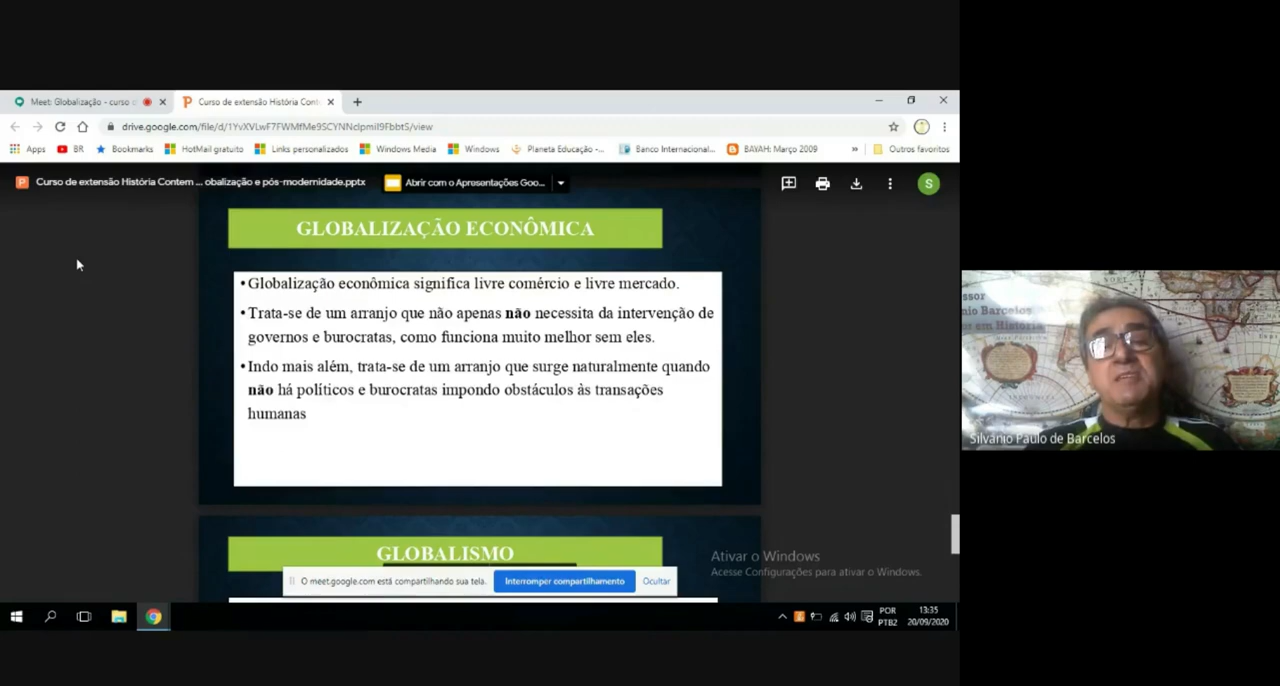 Meet: Globalização - curso d
Curso de extensão História Cont
drive.google.com/file/d/1YvXVLwF7FWMfMe9SCYNNclpmil9FbbtS/view
Apps BR Bookmarks HotMail gratuito Links personalizados Windows Media Windows Planeta Educação -... Banco Internacional... BAYAH: Março 2009 » Outros favoritos
Curso de extensão História Contem ... obalização e pós-modernidade.pptx
Abrir com o Apresentações Goo...
S
GLOBALIZAÇÃO ECONÔMICA
•Globalização econômica significa livre comércio e livre mercado.
•Trata-se de um arranjo que não apenas não necessita da intervenção de
governos e burocratas, como funciona muito melhor sem eles.
•Indo mais além, trata-se de um arranjo que surge naturalmente quando
não há políticos e burocratas impondo obstáculos às transações
humanas
GLOBALISMO
Ativar o Windows
Acesse Configurações para ativar o Windows.
O meet.google.com está compartilhando sua tela.
Interromper compartilhamento
Ocultar
POR
PTB2
13:35
20/09/2020
ssor
nio Barcelos
r em História
Silvanio Paulo de Barcelos